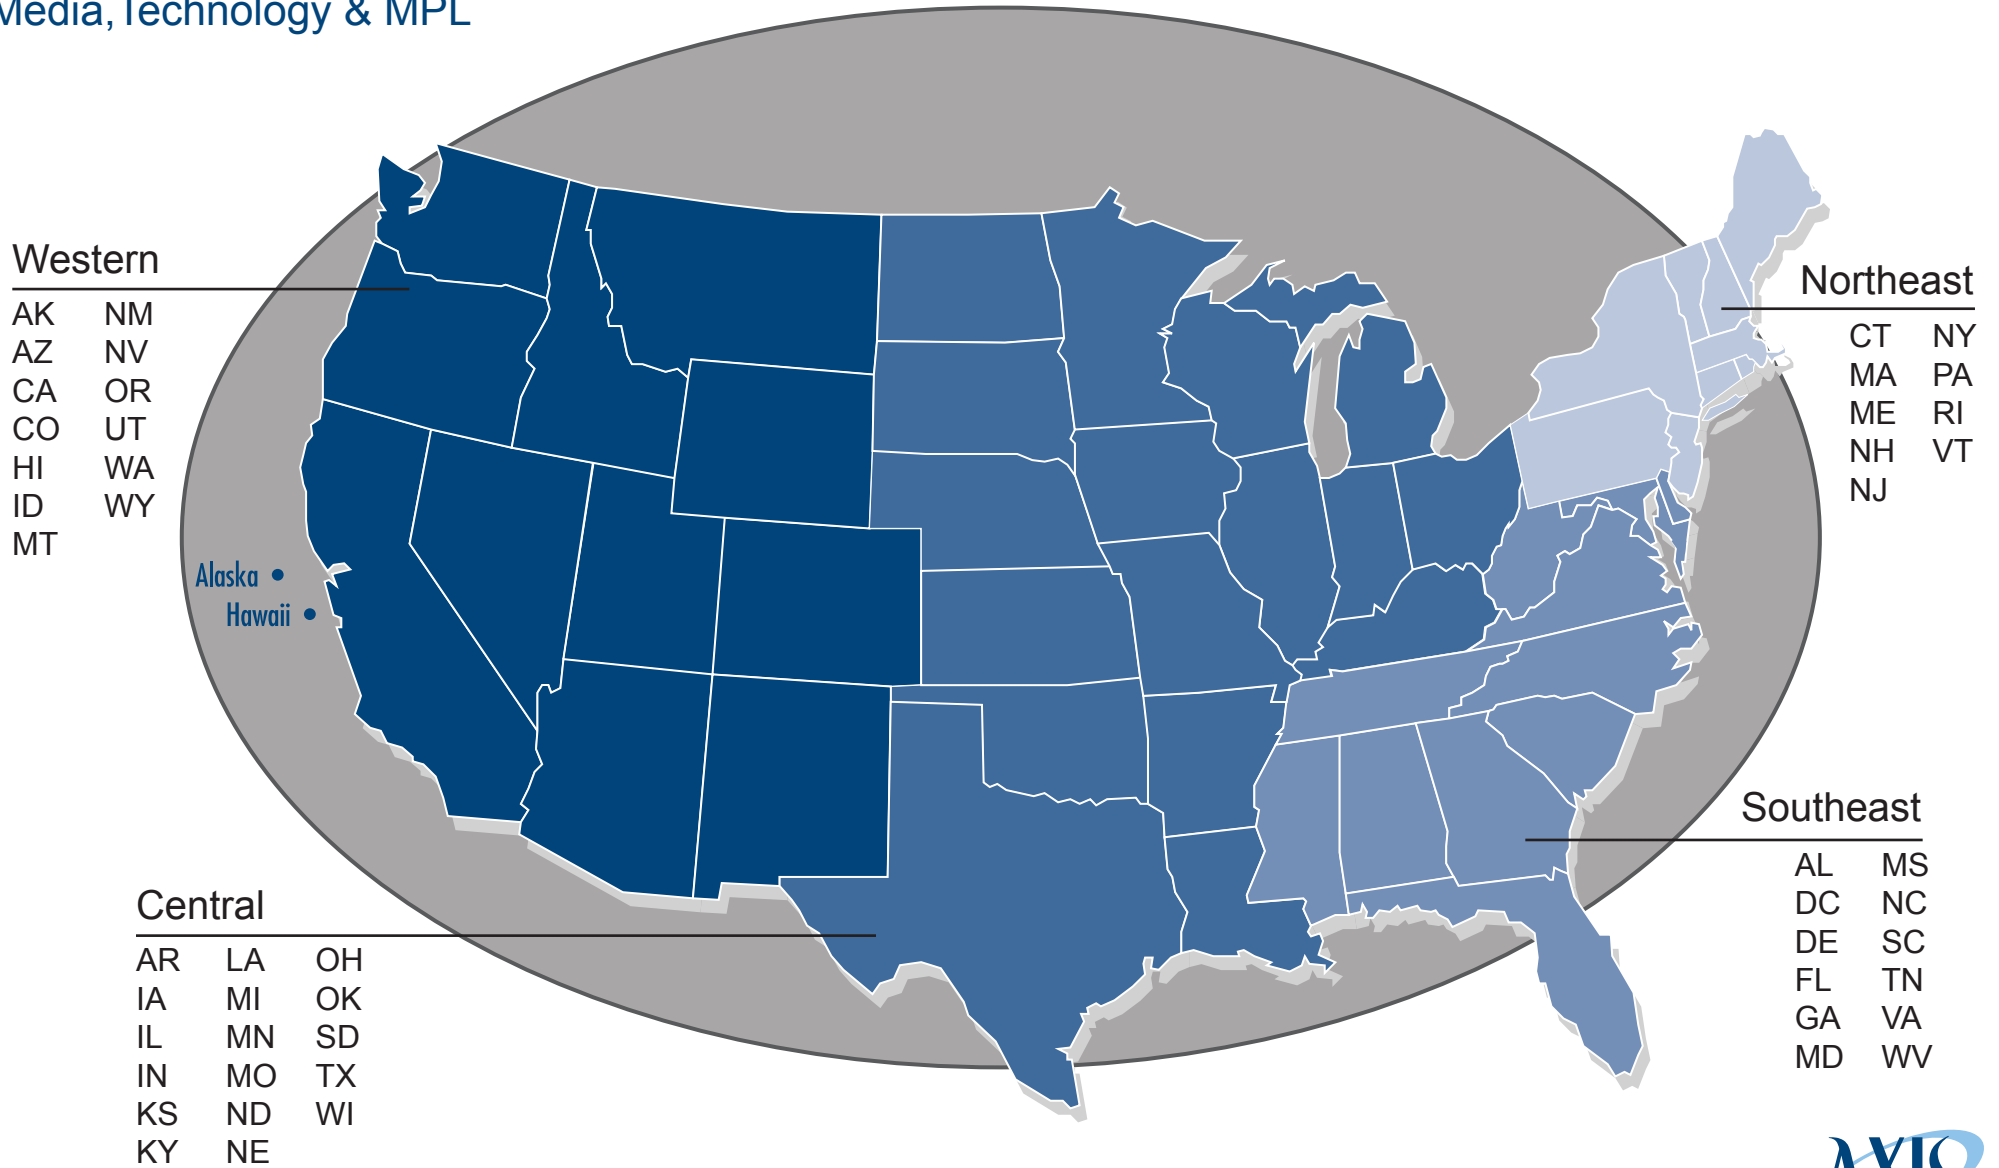 Media, Technology & MPL
Western
AK NM
AZ NV
CA OR
CO UT
HI WA
ID WY
MT
Alaska
Hawaii
Central
AR LA OH
IA MI OK
IL MN SD
IN MO TX
KS ND WI
KY NE
Northeast
CT NY
MA PA
ME RI
NH VT
NJ
Southeast
AL MS
DC NC
DE SC
FL TN
GA VA
MD WV
AXIS